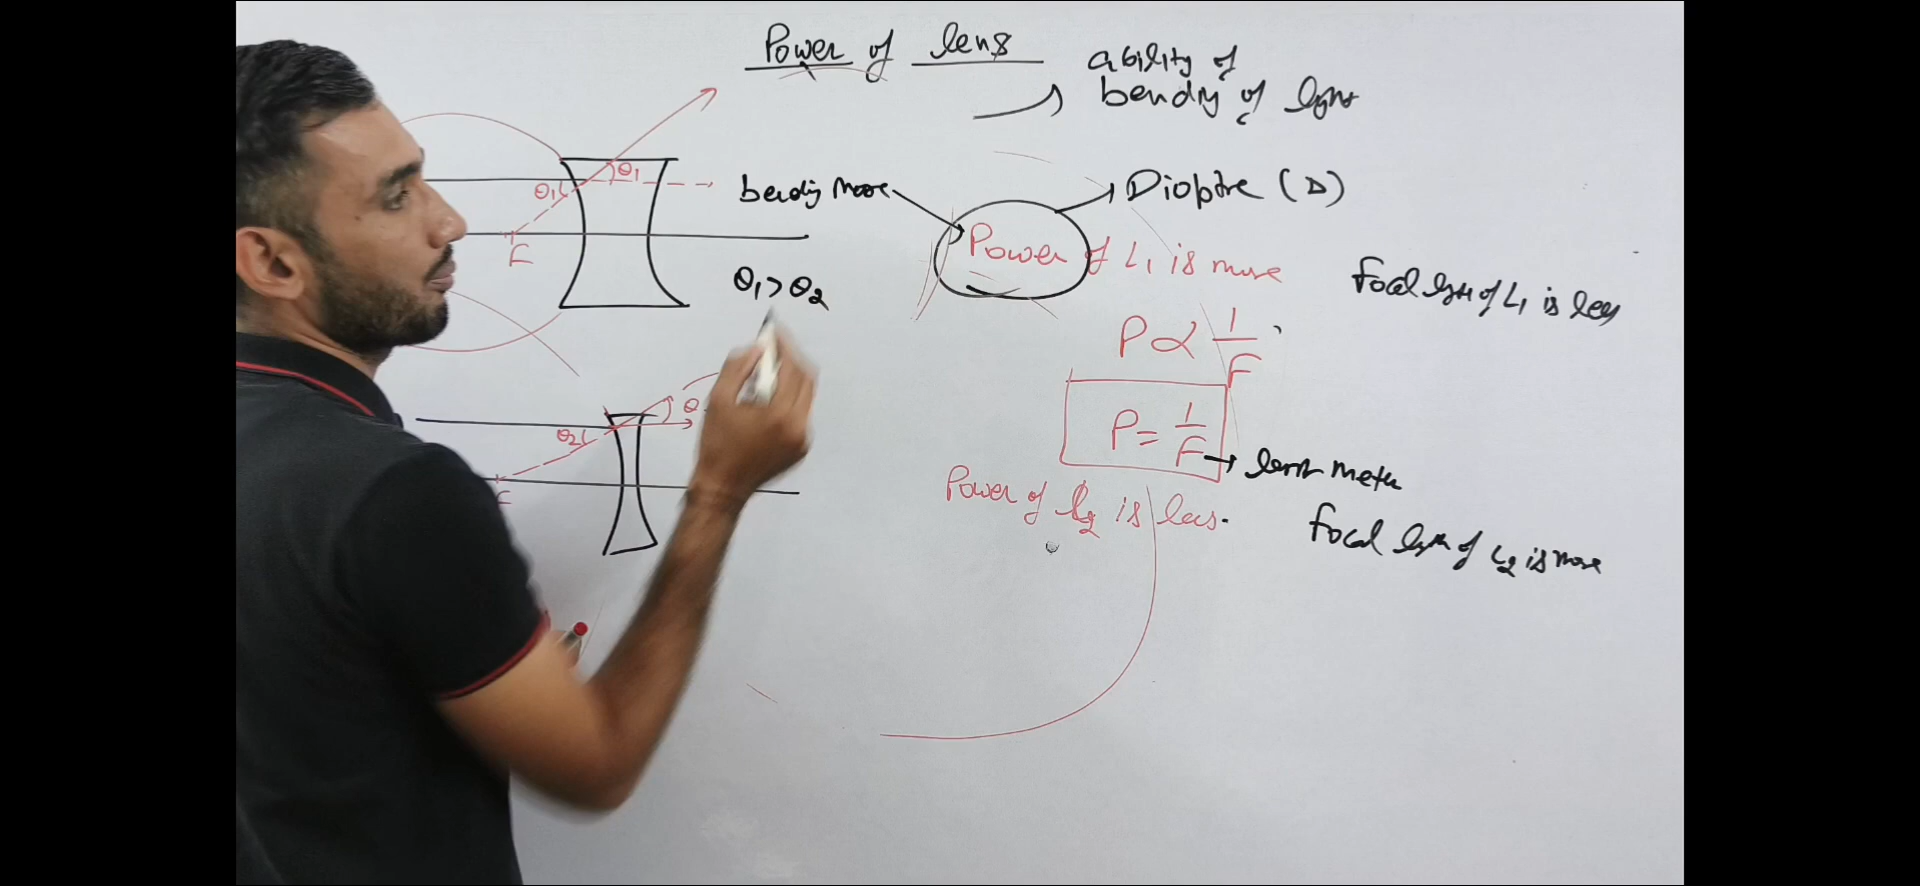 Power of lens
ability of
bending of light
θ1
θ1
F
bending more
Dioptre (D)
Power of L1 is more
θ1 > θ2
Focal length of L1 is less
P ∝ 1/F
θ
θ2
F
P = 1/F
meter
Power of L2 is less.
Focal length of L2 is more